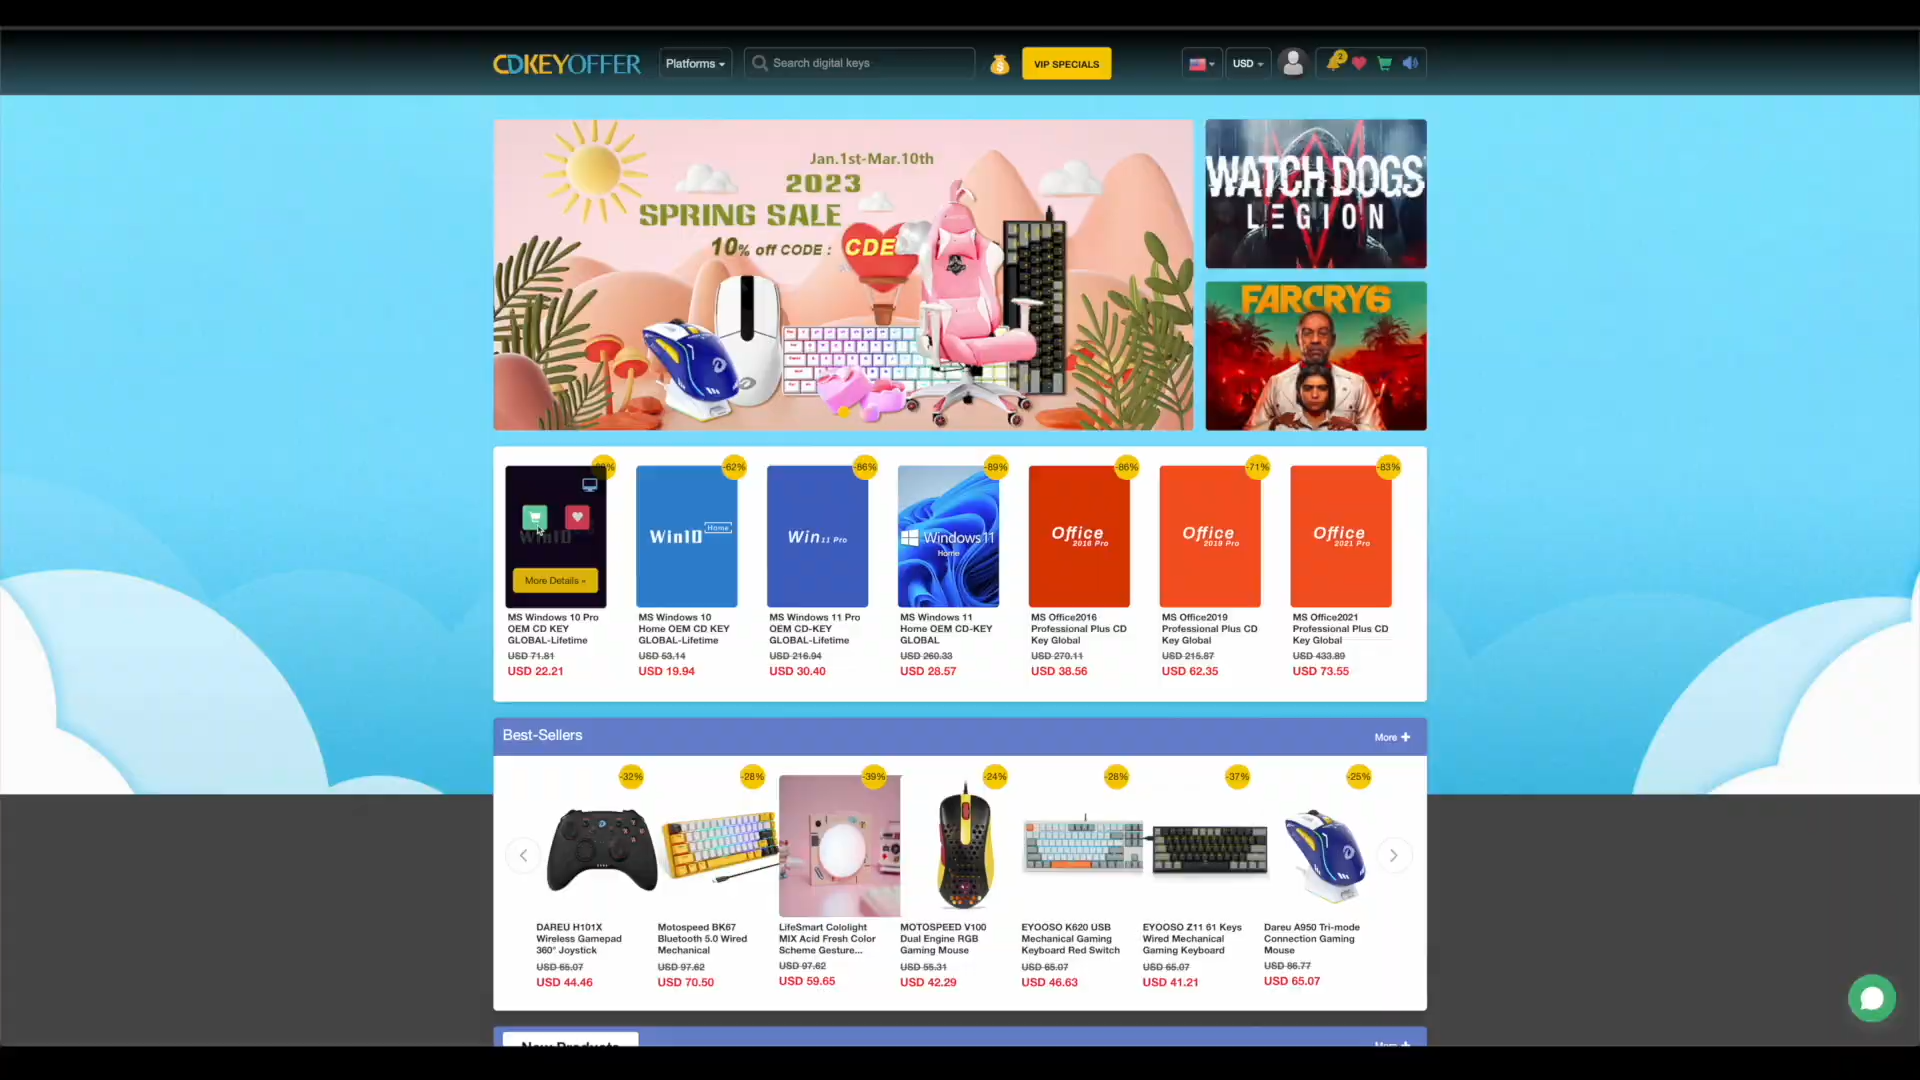 CDKEYOFFER
Platforms
Search digital keys
VIP SPECIALS
USD
2
Jan.1st-Mar.10th
2023
SPRING SALE
10% off CODE : CDE
WATCH DOGS
LEGION
FARCRY6
-62%
-86%
-89%
-86%
-71%
-83%
Win10
More Details »
Win10 Home
Win 11 Pro
Windows 11
Home
Office
2016 Pro
Office
2019 Pro
Office
2021 Pro
MS Windows 10 Pro
OEM CD KEY
GLOBAL-Lifetime
USD 71.81
USD 22.21
MS Windows 10
Home OEM CD KEY
GLOBAL-Lifetime
USD 53.14
USD 19.94
MS Windows 11 Pro
OEM CD-KEY
GLOBAL-Lifetime
USD 216.94
USD 30.40
MS Windows 11
Home OEM CD-KEY
GLOBAL
USD 260.33
USD 28.57
MS Office2016
Professional Plus CD
Key Global
USD 270.11
USD 38.56
MS Office2019
Professional Plus CD
Key Global
USD 215.87
USD 62.35
MS Office2021
Professional Plus CD
Key Global
USD 433.89
USD 73.55
Best-Sellers
More +
-32%
-28%
-39%
-24%
-28%
-37%
-25%
DAREU H101X
Wireless Gamepad
360° Joystick
USD 65.07
USD 44.46
Motospeed BK67
Bluetooth 5.0 Wired
Mechanical
USD 97.62
USD 70.50
LifeSmart Cololight
MIX Acid Fresh Color
Scheme Gesture...
USD 97.62
USD 59.65
MOTOSPEED V100
Dual Engine RGB
Gaming Mouse
USD 55.31
USD 42.29
EYOOSO K620 USB
Mechanical Gaming
Keyboard Red Switch
USD 65.07
USD 46.63
EYOOSO Z11 61 Keys
Wired Mechanical
Gaming Keyboard
USD 65.07
USD 41.21
Dareu A950 Tri-mode
Connection Gaming
Mouse
USD 86.77
USD 65.07
New Products
More +